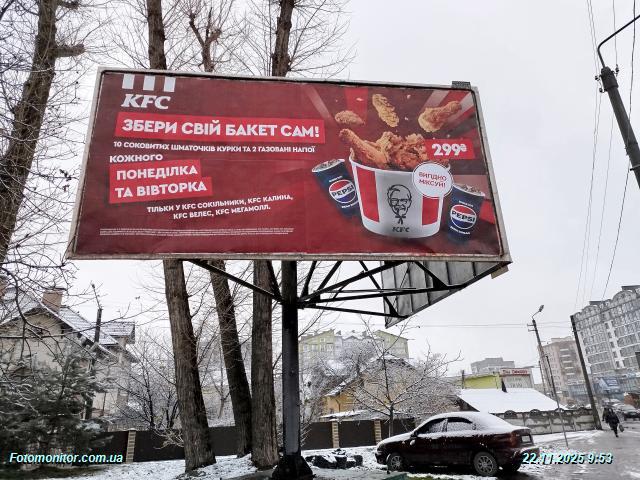 KFC
ЗБЕРИ СВІЙ БАКЕТ САМ!
10 СОКОВИТИХ ШМАТОЧКІВ КУРКИ ТА 2 ГАЗОВАНІ НАПОЇ
КОЖНОГО
ПОНЕДІЛКА
ТА ВІВТОРКА
ТІЛЬКИ У KFC СОКІЛЬНИКИ, KFC КАЛИНА,
KFC ВЕЛЕС, KFC МЕГАМОЛЛ.
299₴
ВИГІДНО
МІКСУЙ!
PEPSI
KFC
PEPSI
Fotomonitor.com.ua
22.11.2025 9:53